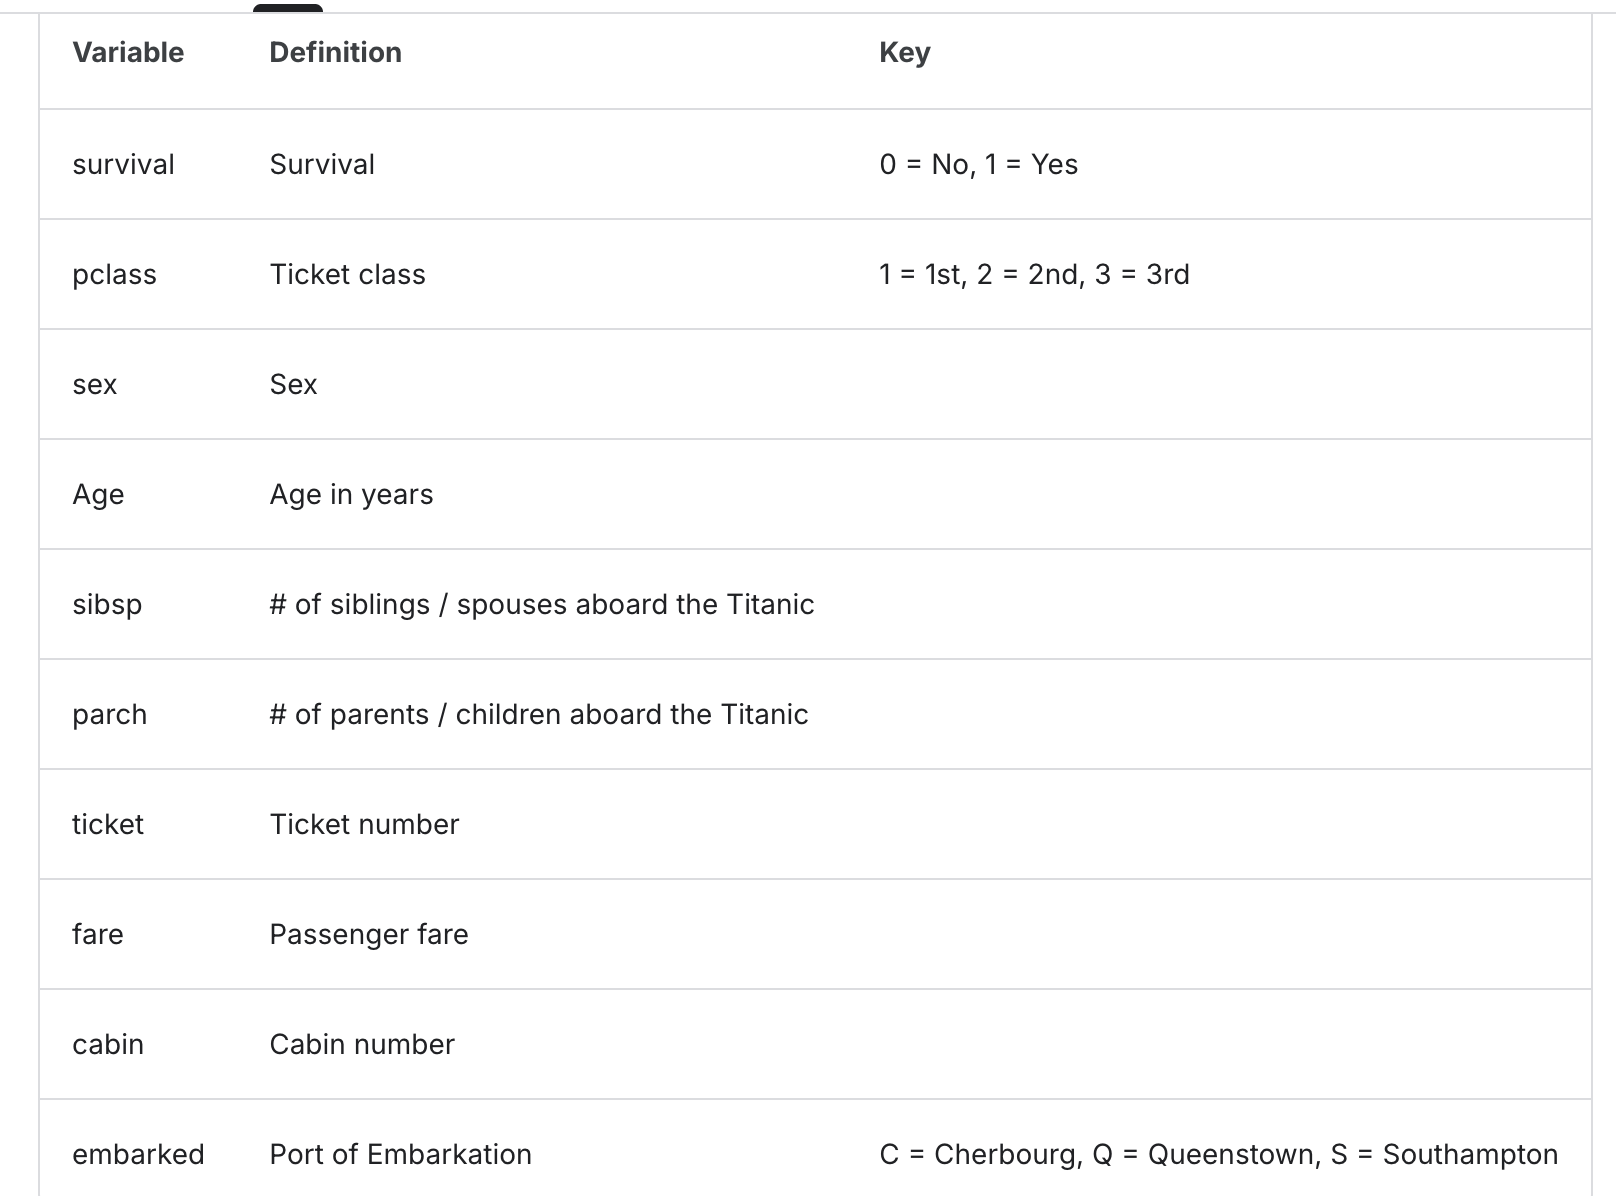 Variable Definition Key
survival Survival 0 = No, 1 = Yes
pclass Ticket class 1 = 1st, 2 = 2nd, 3 = 3rd
sex Sex
Age Age in years
sibsp # of siblings / spouses aboard the Titanic
parch # of parents / children aboard the Titanic
ticket Ticket number
fare Passenger fare
cabin Cabin number
embarked Port of Embarkation C = Cherbourg, Q = Queenstown, S = Southampton